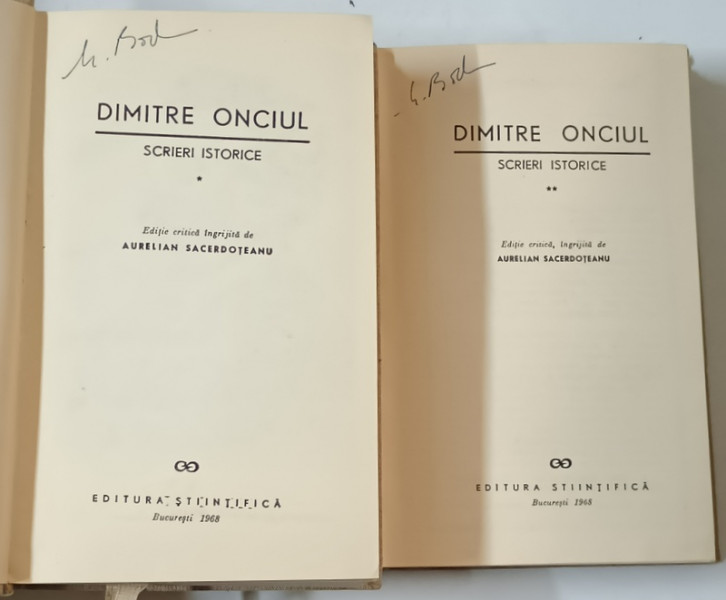 DIMITRE ONCIUL
SCRIERI ISTORICE
*
Ediție critică îngrijită de
AURELIAN SACERDOȚEANU
EDITURA ȘTIINȚIFICĂ
București 1968
DIMITRE ONCIUL
SCRIERI ISTORICE
**
Ediție critică, îngrijită de
AURELIAN SACERDOȚEANU
EDITURA STIINȚIFICĂ
București 1968